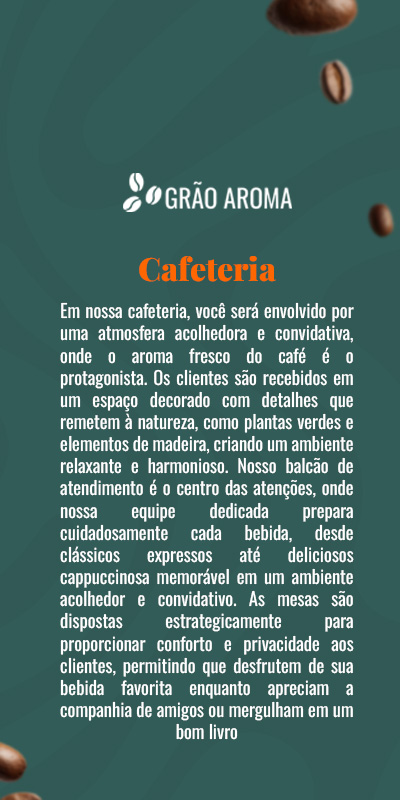 GRÃO AROMA
Cafeteria
Em nossa cafeteria, você será envolvido por
uma atmosfera acolhedora e convidativa,
onde o aroma fresco do café é o
protagonista. Os clientes são recebidos em
um espaço decorado com detalhes que
remetem à natureza, como plantas verdes e
elementos de madeira, criando um ambiente
relaxante e harmonioso. Nosso balcão de
atendimento é o centro das atenções, onde
nossa equipe dedicada prepara
cuidadosamente cada bebida, desde
clássicos expressos até deliciosos
cappuccinosa memorável em um ambiente
acolhedor e convidativo. As mesas são
dispostas estrategicamente para
proporcionar conforto e privacidade aos
clientes, permitindo que desfrutem de sua
bebida favorita enquanto apreciam a
companhia de amigos ou mergulham em um
bom livro